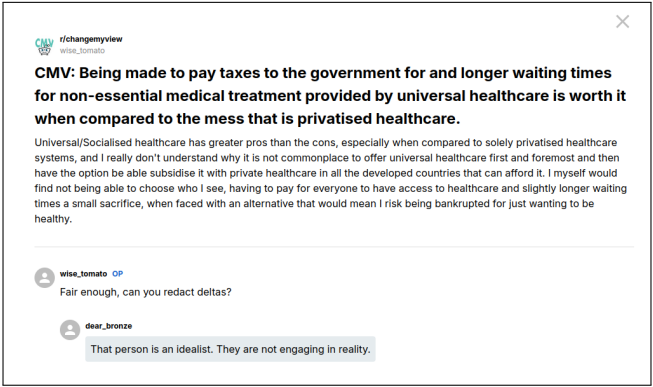 r/changemyview
wise_tomato
CMV: Being made to pay taxes to the government for and longer waiting times
for non-essential medical treatment provided by universal healthcare is worth it
when compared to the mess that is privatised healthcare.
Universal/Socialised healthcare has greater pros than the cons, especially when compared to solely privatised healthcare
systems, and I really don't understand why it is not commonplace to offer universal healthcare first and foremost and then
have the option be able subsidise it with private healthcare in all the developed countries that can afford it. I myself would
find not being able to choose who I see, having to pay for everyone to have access to healthcare and slightly longer waiting
times a small sacrifice, when faced with an alternative that would mean I risk being bankrupted for just wanting to be
healthy.
wise_tomato OP
Fair enough, can you redact deltas?
dear_bronze
That person is an idealist. They are not engaging in reality.